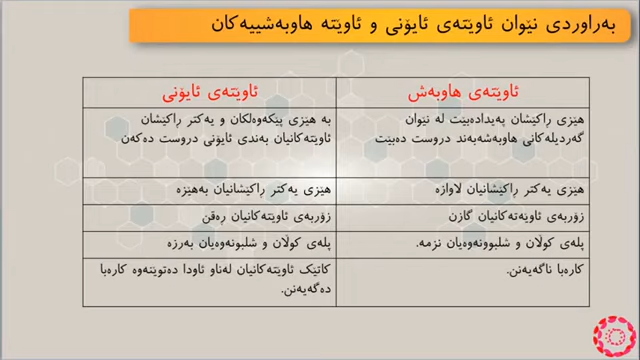 بەراوردی نێوان ئاوێتەی ئایۆنی و ئاوێتە هاوبەشییەکان
ئاوێتەی هاوبەش
ئاوێتەی ئایۆنی
هێزی ڕاکێشان پەیدادەبێت لە نێوان
گەردیلەکانی هاوبەشەبەند دروست دەبێت
بە هێزی پێکەوەلکان و یەکتر ڕاکێشان
ئاوێتەکانیان بەندی ئایۆنی دروست دەکەن
هێزی یەکتر ڕاکێشانیان لاوازە
هێزی یەکتر ڕاکێشانیان بەهێزە
زۆربەی ئاوێەتەکانیان گازن
زۆربەی ئاوێتەکانیان ڕەقن
پلەی کوڵان و شلبوونەوەیان نزمە.
پلەی کوڵان و شلبونەوەیان بەرزە
کارەبا ناگەیەنن.
کاتێک ئاوێتەکانیان لەناو ئاودا دەتوێنەوە کارەبا
دەگەیەنن.